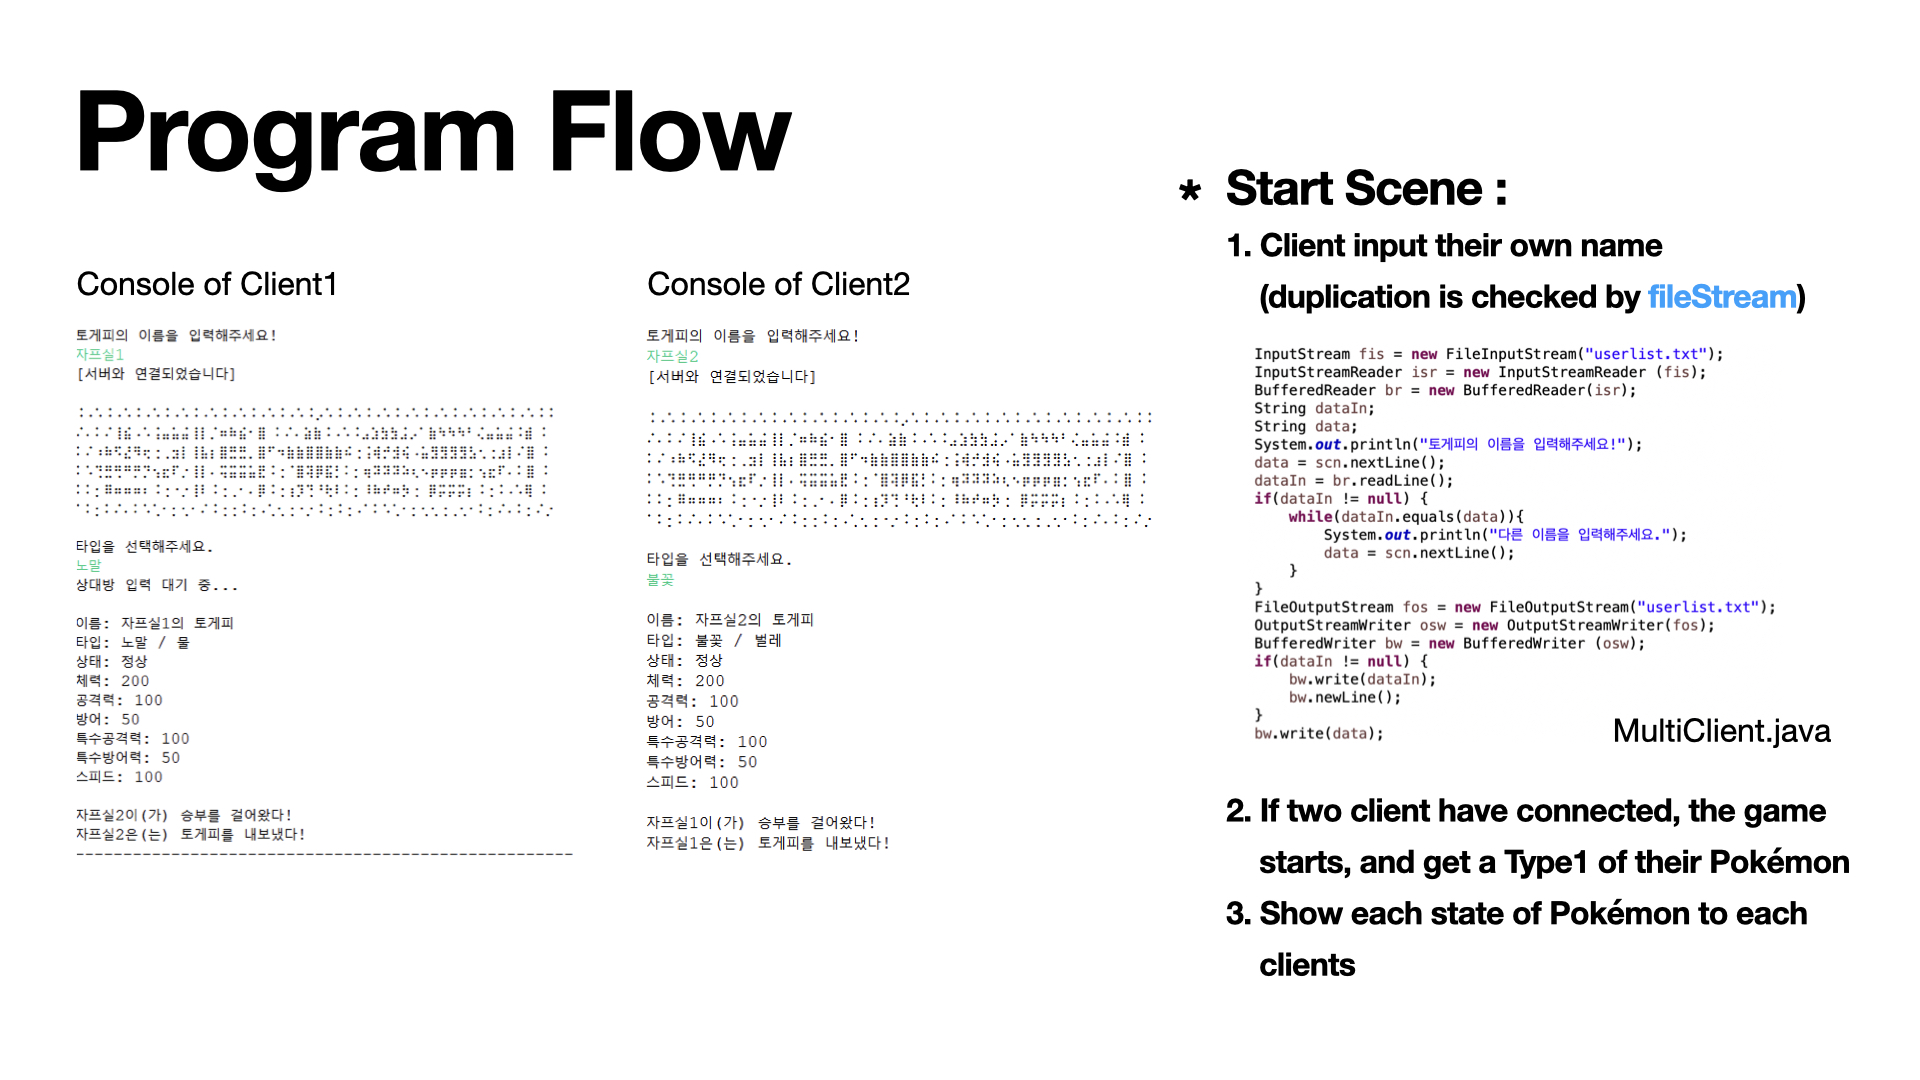 Program Flow
Console of Client1
토게피의 이름을 입력해주세요!
자프실1
[서버와 연결되었습니다]
타입을 선택해주세요.
노말
상대방 입력 대기 중...
이름: 자프실1의 토게피
타입: 노말 / 물
상태: 정상
체력: 200
공격력: 100
방어: 50
특수공격력: 100
특수방어력: 50
스피드: 100
자프실2이(가) 승부를 걸어왔다!
자프실2은(는) 토게피를 내보냈다!
Console of Client2
토게피의 이름을 입력해주세요!
자프실2
[서버와 연결되었습니다]
타입을 선택해주세요.
불꽃
이름: 자프실2의 토게피
타입: 불꽃 / 벌레
상태: 정상
체력: 200
공격력: 100
방어: 50
특수공격력: 100
특수방어력: 50
스피드: 100
자프실1이(가) 승부를 걸어왔다!
자프실1은(는) 토게피를 내보냈다!
* Start Scene :
1. Client input their own name
(duplication is checked by fileStream)
InputStream fis = new FileInputStream("userlist.txt");
InputStreamReader isr = new InputStreamReader (fis);
BufferedReader br = new BufferedReader(isr);
String dataIn;
String data;
System.out.println("토게피의 이름을 입력해주세요!");
data = scn.nextLine();
dataIn = br.readLine();
if(dataIn != null) {
while(dataIn.equals(data)){
System.out.println("다른 이름을 입력해주세요.");
data = scn.nextLine();
}
}
FileOutputStream fos = new FileOutputStream("userlist.txt");
OutputStreamWriter osw = new OutputStreamWriter(fos);
BufferedWriter bw = new BufferedWriter (osw);
if(dataIn != null) {
bw.write(dataIn);
bw.newLine();
}
bw.write(data);
MultiClient.java
2. If two client have connected, the game
starts, and get a Type1 of their Pokémon
3. Show each state of Pokémon to each
clients